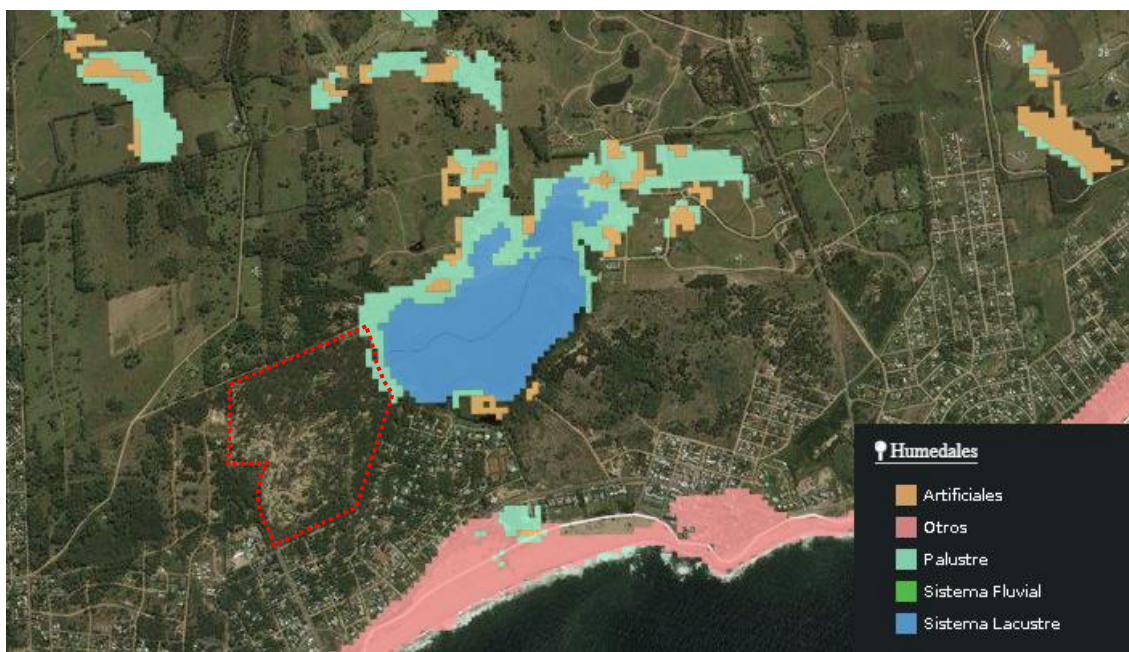 Humedales
Artificiales
Otros
Palustre
Sistema Fluvial
Sistema Lacustre